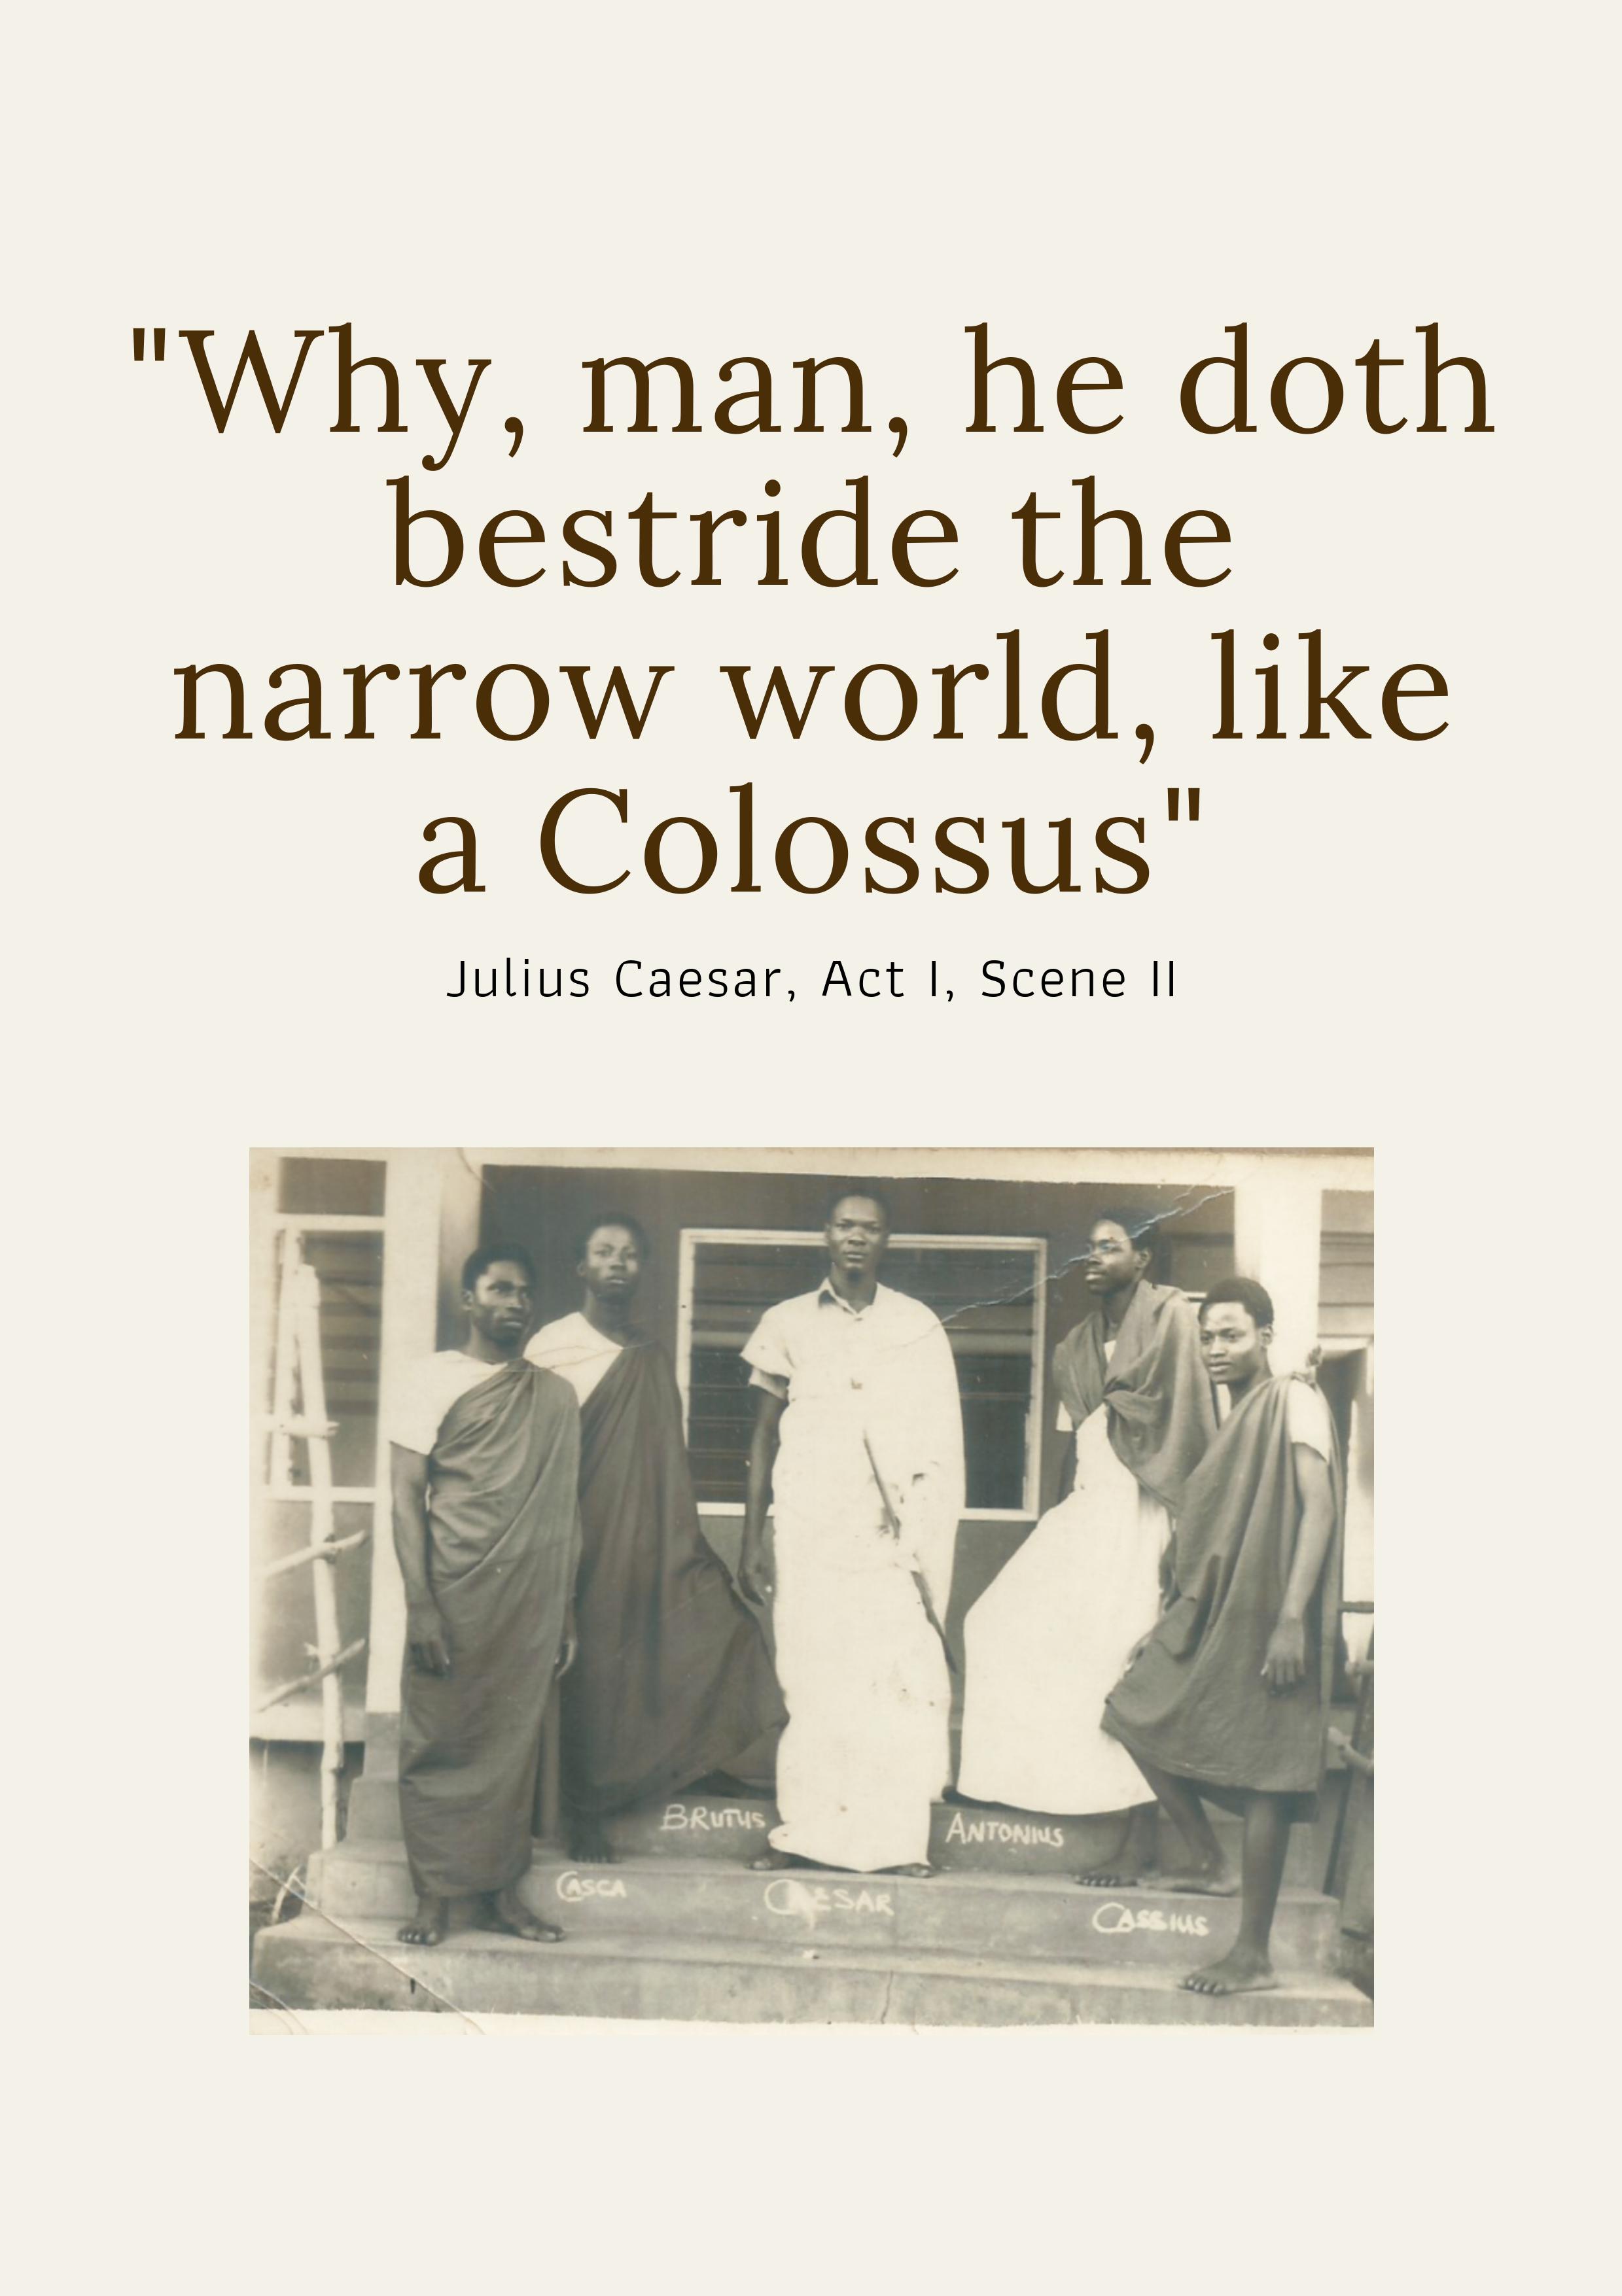 "Why, man, he doth
bestride the
narrow world, like
a Colossus"
Julius Caesar, Act I, Scene II
BRUTUS
ANTONIUS
CASCA
CAESAR
CASSIUS